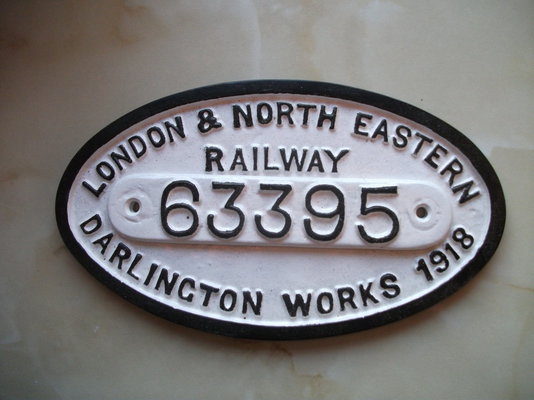 LONDON & NORTH EASTERN
RAILWAY
63395
DARLINGTON WORKS 1918